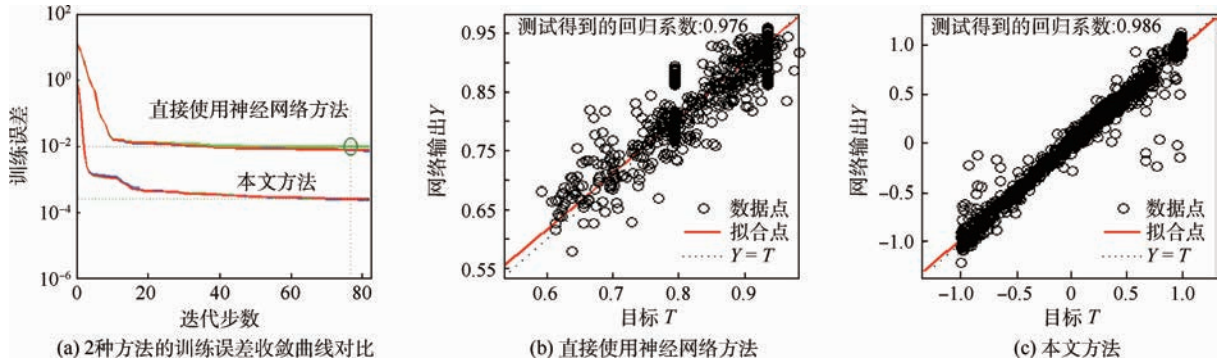 训练误差
10²
10⁰
10⁻²
10⁻⁴
10⁻⁶
直接使用神经网络方法
本文方法
0 20 40 60 80
迭代步数
(a) 2种方法的训练误差收敛曲线对比
测试得到的回归系数:0.976
网络输出Y
0.95
0.85
0.75
0.65
0.55
数据点
拟合点
Y = T
0.6 0.7 0.8 0.9
目标 T
(b) 直接使用神经网络方法
测试得到的回归系数:0.986
网络输出Y
1.0
0.5
0
-0.5
-1.0
数据点
拟合点
Y = T
-1.0 -0.5 0 0.5 1.0
目标 T
(c) 本文方法